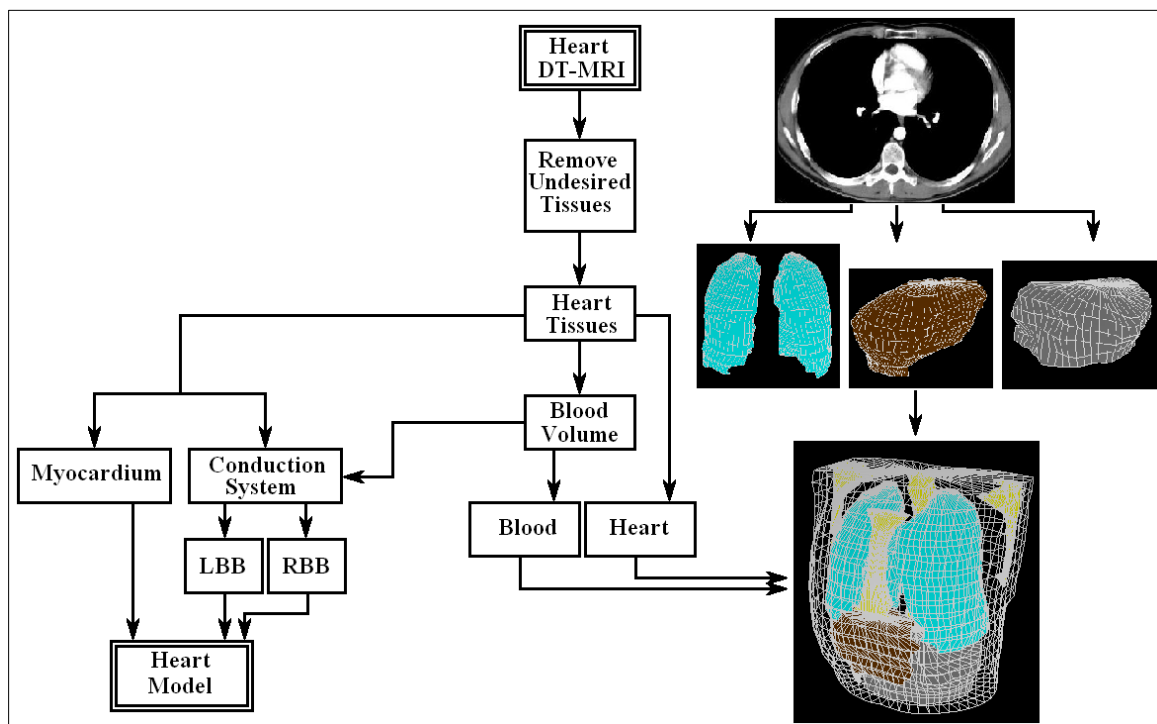 Heart
DT-MRI
Remove
Undesired
Tissues
Heart
Tissues
Blood
Volume
Myocardium
Conduction
System
Blood
Heart
LBB
RBB
Heart
Model